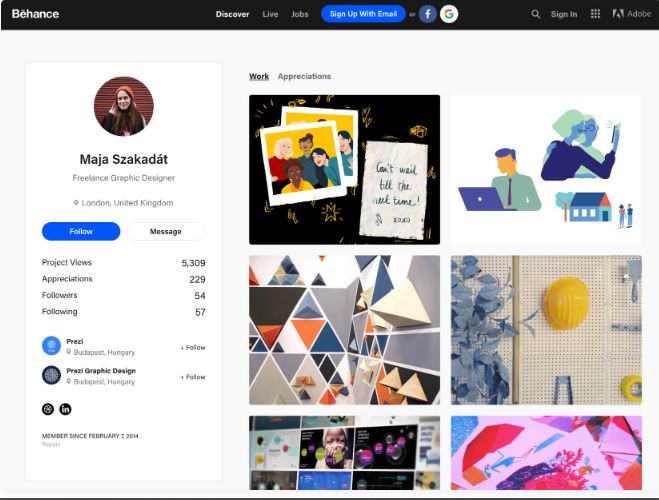 Bēhance
Discover Live Jobs Sign Up With Email or f G Sign In Adobe
Work Appreciations
Maja Szakadát
Freelance Graphic Designer
London, United Kingdom
Follow Message
Project Views 5,309
Appreciations 229
Followers 54
Following 57
Prezi
Budapest, Hungary
+ Follow
Prezi Graphic Design
Budapest, Hungary
+ Follow
in
MEMBER SINCE FEBRUARY 7, 2014
Report
Can't wait
till the
next time!
xoxo